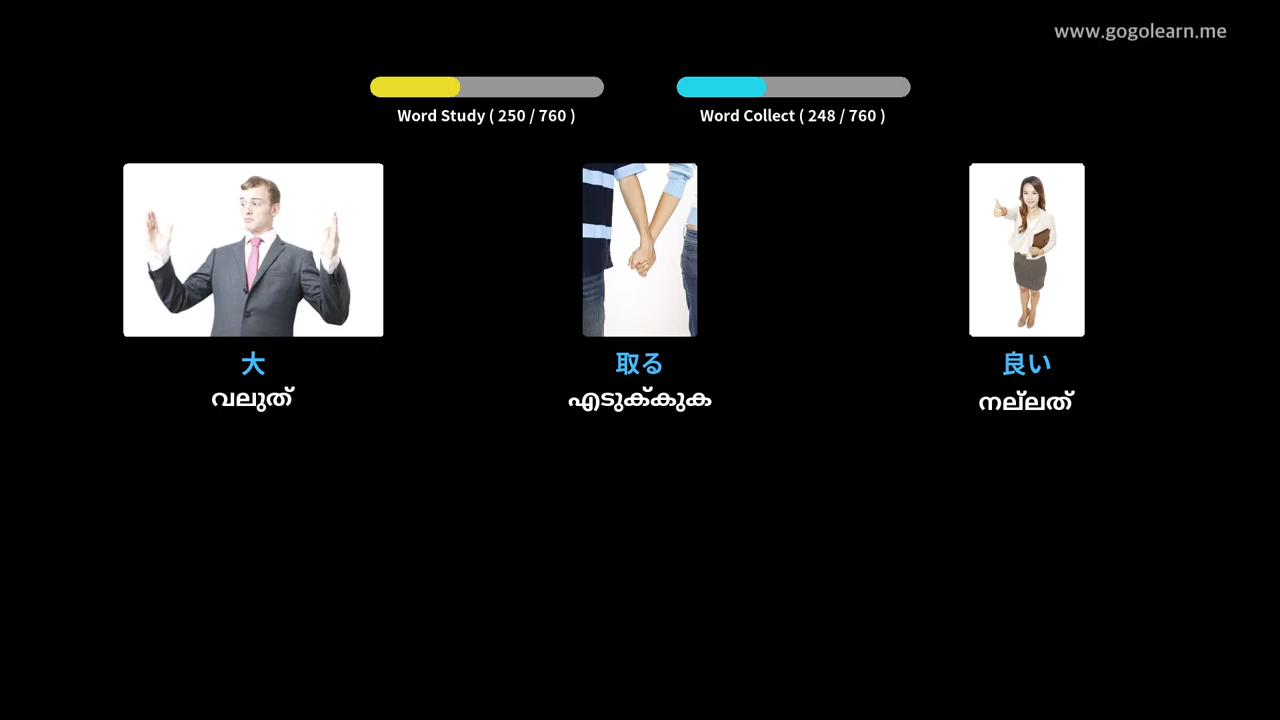 www.gogolearn.me
Word Study ( 250 / 760 )
Word Collect ( 248 / 760 )
大
取る
良い
വലുത്
എടുക്കുക
നല്ലത്